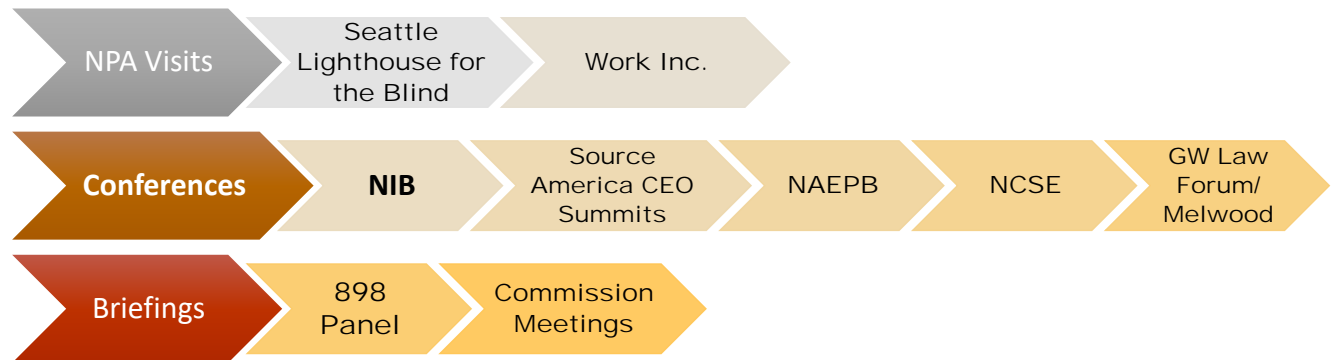 NPA Visits
Seattle
Lighthouse for
the Blind
Work Inc.
Conferences
NIB
Source
America CEO
Summits
NAEPB
NCSE
GW Law
Forum/
Melwood
Briefings
898
Panel
Commission
Meetings